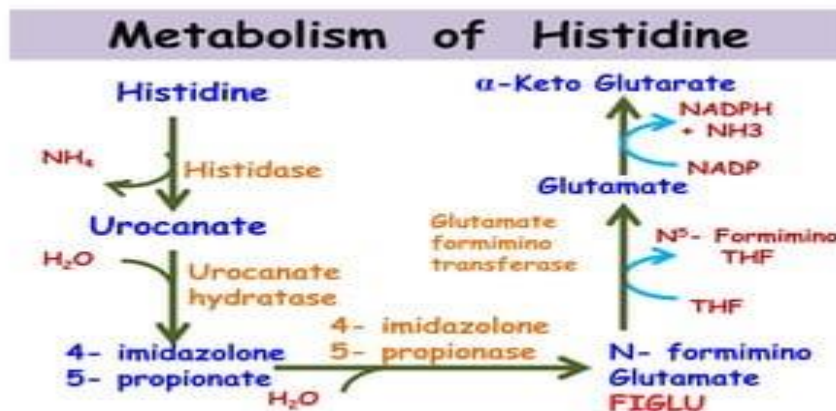 Metabolism of Histidine
Histidine
NH₄
Histidase
Urocanate
H₂O
Urocanate
hydratase
4- imidazolone
5- propionate
4- imidazolone
5- propionase
H₂O
N- formimino
Glutamate
FIGLU
Glutamate
formimino
transferase
N⁵- Formimino
THF
THF
Glutamate
NADPH
+ NH3
NADP
α-Keto Glutarate